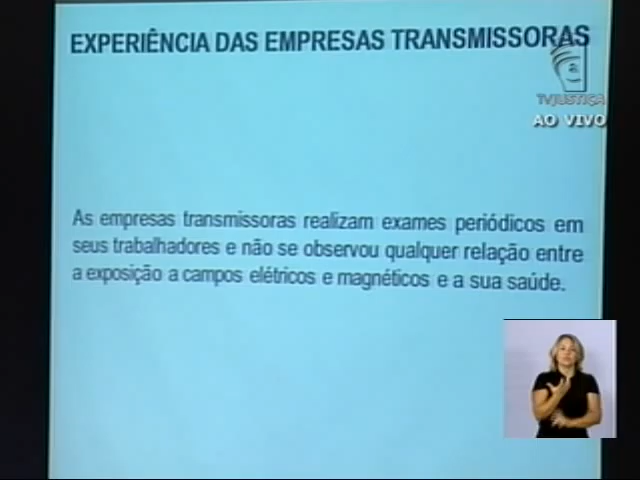 EXPERIÊNCIA DAS EMPRESAS TRANSMISSORAS
TVJUSTIÇA
AO VIVO
As empresas transmissoras realizam exames periódicos em
seus trabalhadores e não se observou qualquer relação entre
a exposição a campos elétricos e magnéticos e a sua saúde.